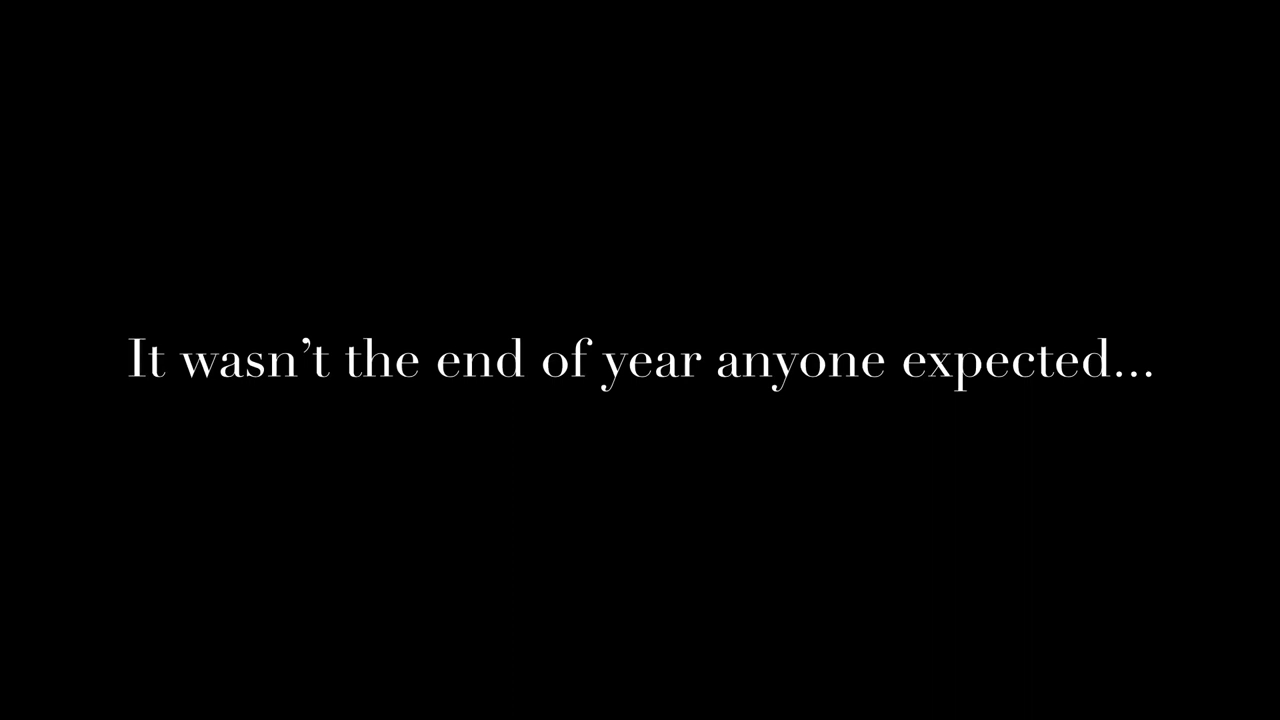 It wasn’t the end of year anyone expected...